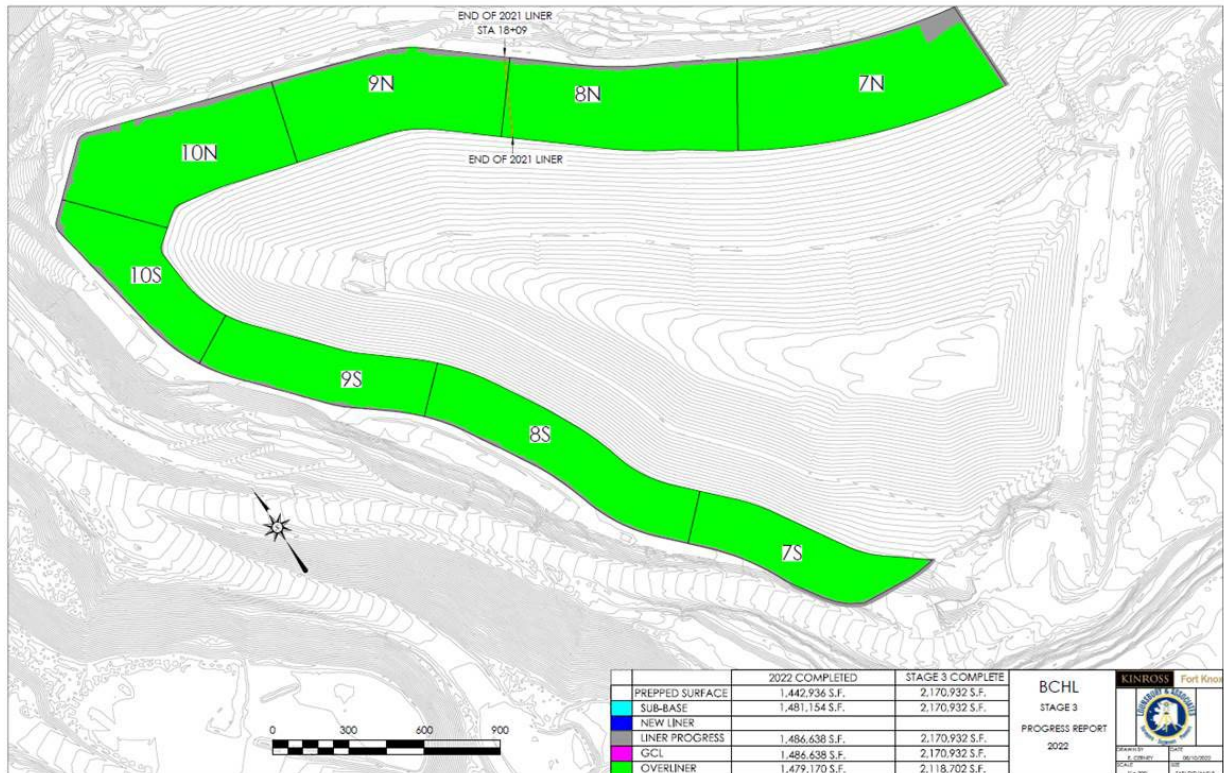 END OF 2021 LINER
STA 18+09
9N
8N
7N
10N
END OF 2021 LINER
10S
9S
8S
7S
0 300 600 900
2022 COMPLETED STAGE 3 COMPLETE
PREPPED SURFACE 1,442,936 S.F. 2,170,932 S.F.
SUB-BASE 1,481,154 S.F. 2,170,932 S.F.
NEW LINER
LINER PROGRESS 1,486,638 S.F. 2,170,932 S.F.
GCL 1,486,638 S.F. 2,170,932 S.F.
OVERLINER 1,479,170 S.F. 2,118,702 S.F.
BCHL
STAGE 3
PROGRESS REPORT
2022
KINROSS Fort Knox
DRAWN BY DATE
SCALE